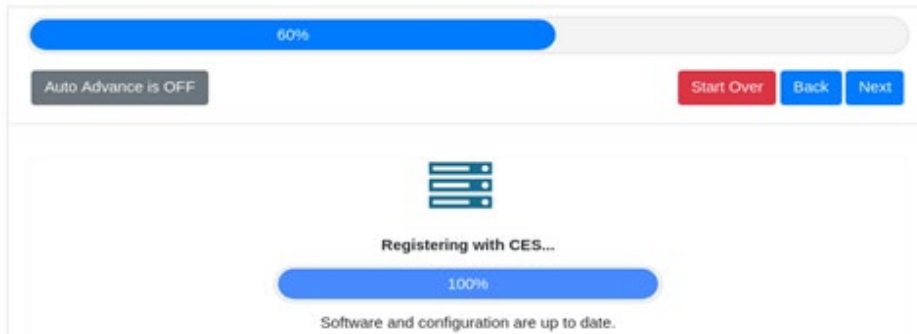 60%
Auto Advance is OFF
Start Over
Back
Next
Registering with CES...
100%
Software and configuration are up to date.